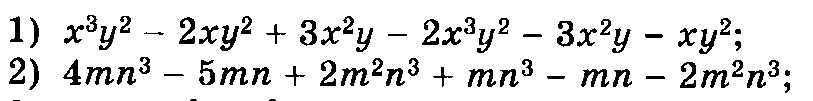 1) x³y² – 2xy² + 3x²y – 2x³y² – 3x²y – xy²;
2) 4mn³ – 5mn + 2m²n³ + mn³ – mn – 2m²n³;